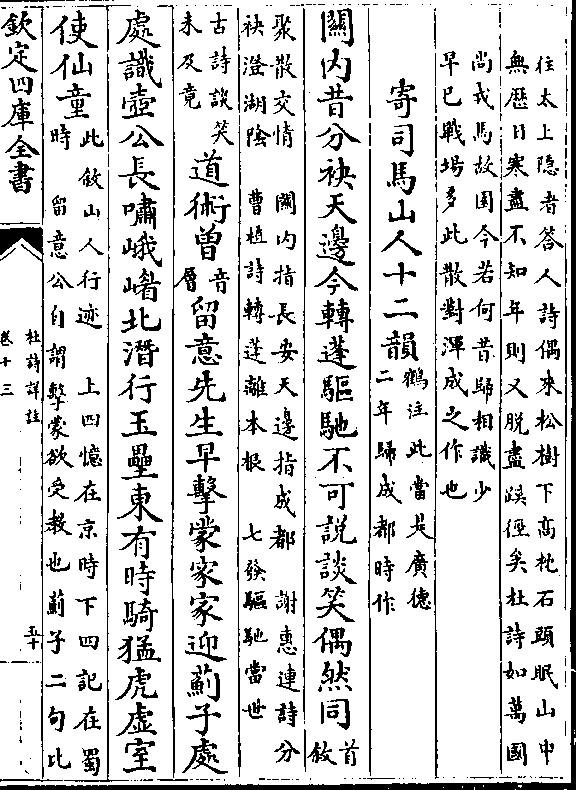 往太上隐者答人詩偶來松樹下髙枕石頭眠山中
無歴日寒盡不知年則又脱盡蹊徑矣杜詩如萬國
尚戎馬故園今若何昔歸相識少
早已戰場多此散對渾成之作也
寄司馬山人十二韻
鶴注此當是廣德
二年歸成都時作
關内昔分袂天邊今轉蓬驅馳不可説談笑偶然同
首
敘
聚散交情　關内指長安天邊指成都　謝惠連詩分
袂澄湖隂　曹植詩轉蓬離本根　七發驅馳當世
古詩談笑
未及竟
道術曾
音
層
留意先生早擊蒙家家迎薊子處
處識壺公長嘯峨嵋北潛行玉壘東有時騎猛虎虚室
使仙童
此敘山人行迹　上四憶在京時下四記在蜀
時　留意公自謂擊蒙欲受教也薊子二句比
欽定四庫全書
杜詩詳註
卷十三
五十